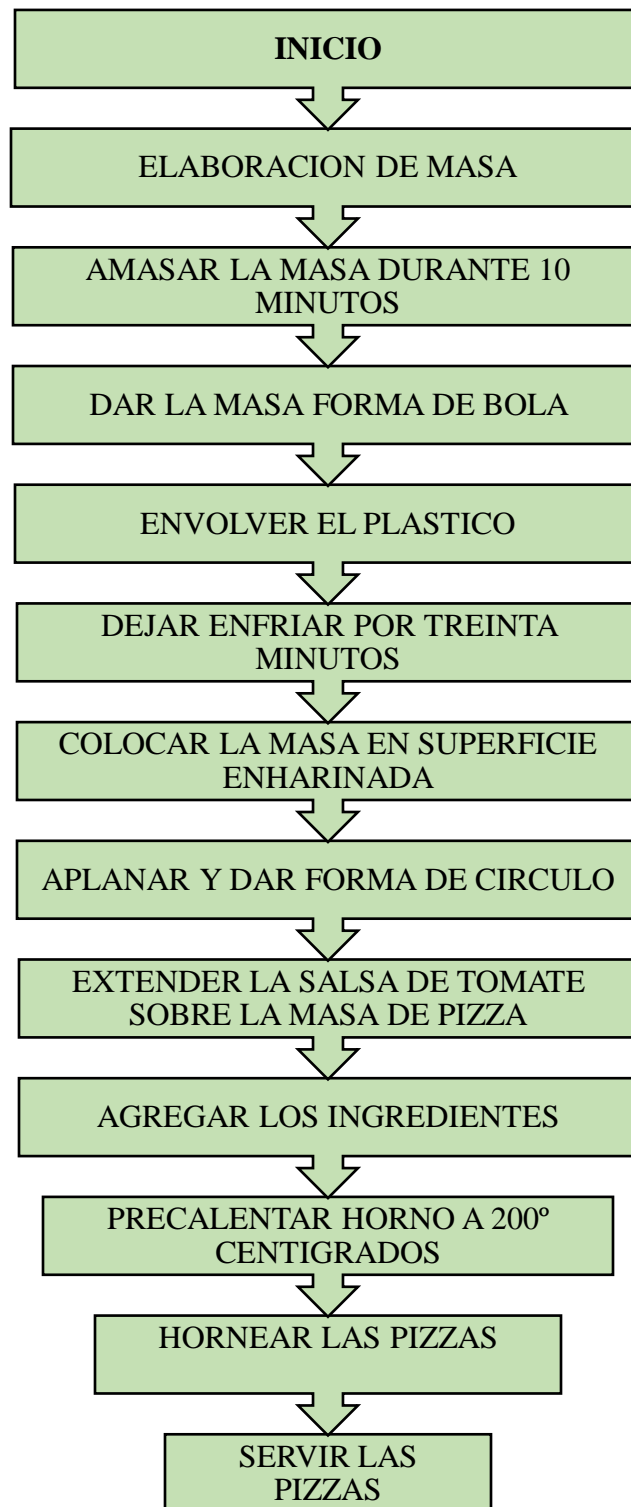 INICIO
ELABORACION DE MASA
AMASAR LA MASA DURANTE 10
MINUTOS
DAR LA MASA FORMA DE BOLA
ENVOLVER EL PLASTICO
DEJAR ENFRIAR POR TREINTA
MINUTOS
COLOCAR LA MASA EN SUPERFICIE
ENHARINADA
APLANAR Y DAR FORMA DE CIRCULO
EXTENDER LA SALSA DE TOMATE
SOBRE LA MASA DE PIZZA
AGREGAR LOS INGREDIENTES
PRECALENTAR HORNO A 200º
CENTIGRADOS
HORNEAR LAS PIZZAS
SERVIR LAS
PIZZAS